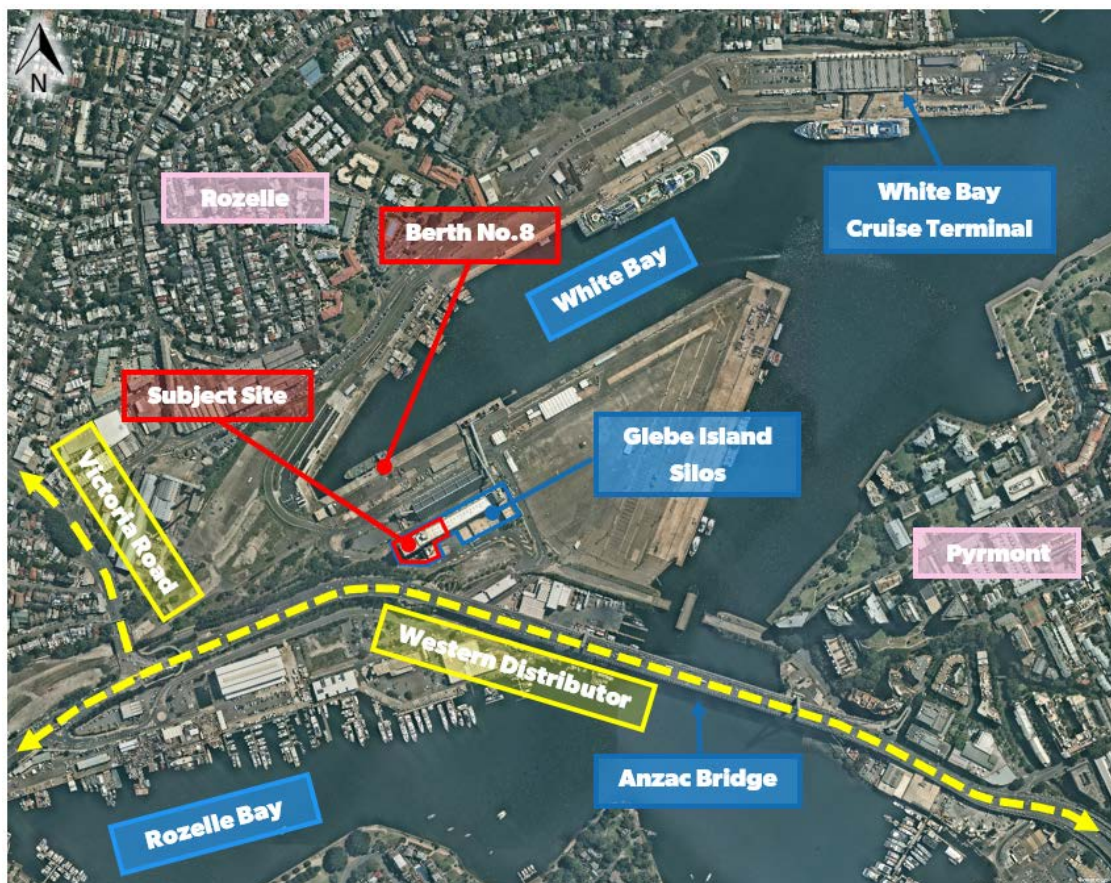 N
Rozelle
Berth No.8
White Bay
White Bay
Cruise Terminal
Subject Site
Glebe Island
Silos
Victoria Road
Pyrmont
Western Distributor
Anzac Bridge
Rozelle Bay